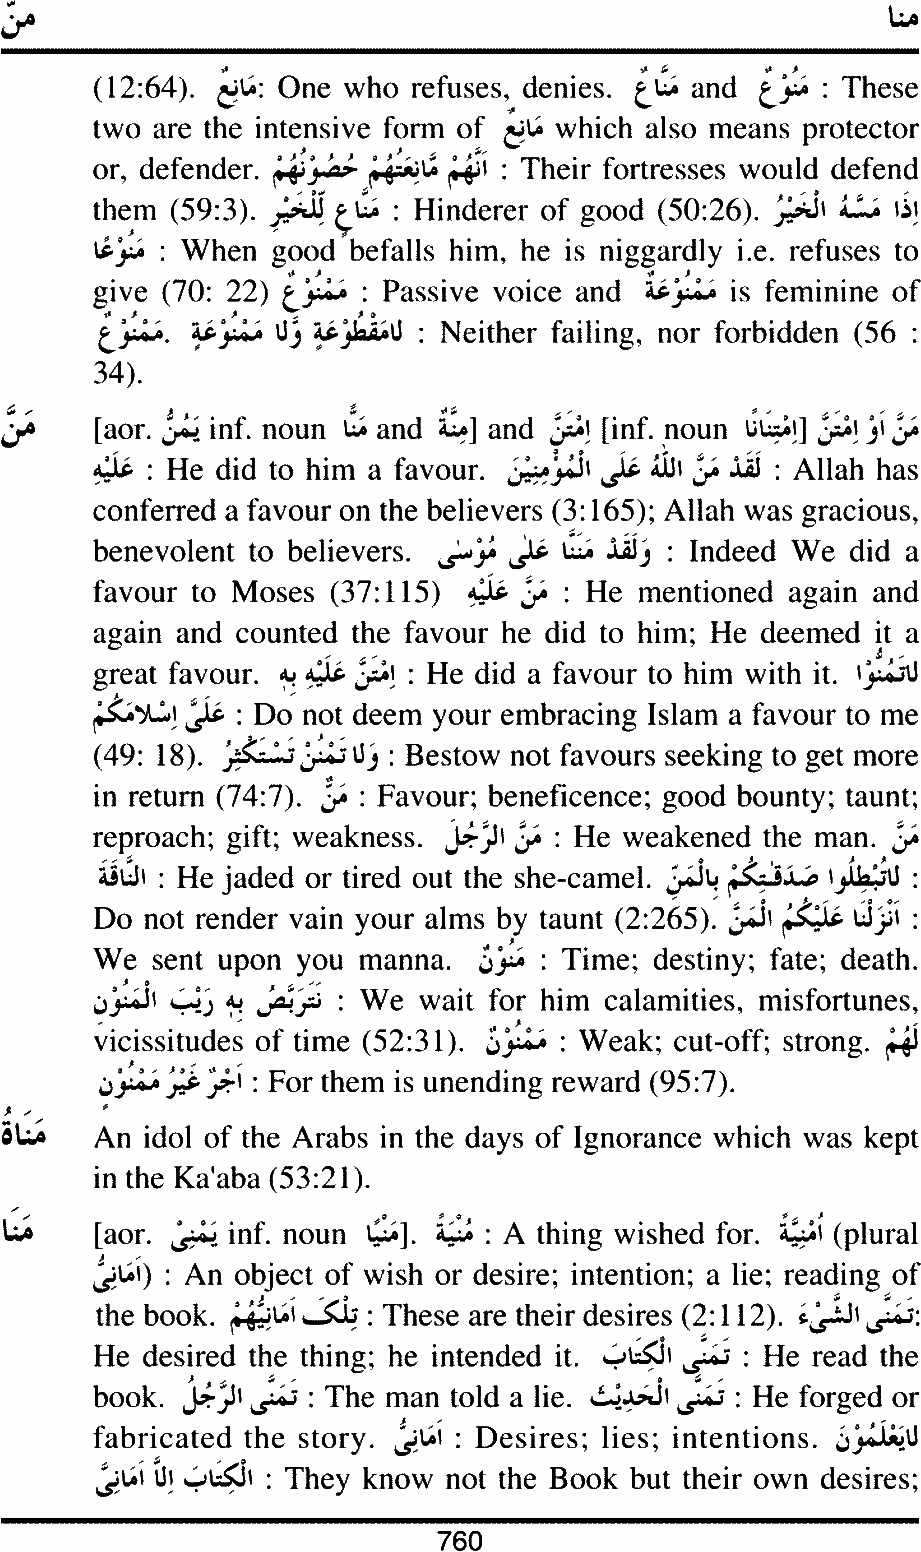 مَنَّ منا
(12:64). مَانِعٌ: One who refuses, denies. مَنَّاعٌ and مَنُوْعٌ : These
two are the intensive form of مَانِعٌ which also means protector
or, defender. اَنَّهُمْ مَّانِعَتُهُمْ حُصُوْنُهُمْ : Their fortresses would defend
them (59:3). مَنَّاعٍ لِّلْخَيْرِ : Hinderer of good (50:26). اِذَا مَسَّهُ الْخَيْرُ
مَنُوْعًا : When good befalls him, he is niggardly i.e. refuses to
give (70: 22) مَمْنُوْعٌ : Passive voice and مَمْنُوْعَةٌ is feminine of
مَمْنُوْعٌ. لَامَقْطُوْعَةٍ وَّلَا مَمْنُوْعَةٍ : Neither failing, nor forbidden (56 :
34).
مَنَّ [aor. يَمُنُّ inf. noun مَنًّا and مِنَّةٌ] and اِمْتَنَّ [inf. noun اِمْتِنَانًا] مَنَّ اَوْ اِمْتَنَّ
عَلَيْهِ : He did to him a favour. لَقَدْ مَنَّ اللّٰهُ عَلَى الْمُؤْمِنِيْنَ : Allah has
conferred a favour on the believers (3:165); Allah was gracious,
benevolent to believers. وَلَقَدْ مَنَنَّا عَلٰى مُوْسٰى : Indeed We did a
favour to Moses (37:115) مَنَّ عَلَيْهِ : He mentioned again and
again and counted the favour he did to him; He deemed it a
great favour. اِمْتَنَّ عَلَيْهِ بِهٖ : He did a favour to him with it. لَاتَمُنُّوْا
عَلَىَّ اِسْلَامَكُمْ : Do not deem your embracing Islam a favour to me
(49: 18). وَلَا تَمْنُنْ تَسْتَكْثِرُ : Bestow not favours seeking to get more
in return (74:7). مَنٌّ : Favour; beneficence; good bounty; taunt;
reproach; gift; weakness. مَنَّ الرَّجُلَ : He weakened the man. مَنَّ
النَّاقَةَ : He jaded or tired out the she-camel. لَاتُبْطِلُوا صَدَقٰتِكُمْ بِالْمَنِّ :
Do not render vain your alms by taunt (2:265). اَنْزَلْنَا عَلَيْكُمُ الْمَنَّ :
We sent upon you manna. مَنُوْنٌ : Time; destiny; fate; death.
نَتَرَبَّصُ بِهٖ رَيْبَ الْمَنُوْنِ : We wait for him calamities, misfortunes,
vicissitudes of time (52:31). مَمْنُوْنٌ : Weak; cut-off; strong. لَهُمْ
اَجْرٌ غَيْرُ مَمْنُوْنٍ : For them is unending reward (95:7).
مَنَاةُ An idol of the Arabs in the days of Ignorance which was kept
in the Ka'aba (53:21).
مَنَا [aor. يَمْنِىْ inf. noun مَنْيًا]. مُنْيَةٌ : A thing wished for. اُمْنِيَّةٌ (plural
اَمَانِىُّ) : An object of wish or desire; intention; a lie; reading of
the book. تِلْكَ اَمَانِيُّهُمْ : These are their desires (2:112). تَمَنَّى الشَّىْءَ:
He desired the thing; he intended it. تَمَنَّى الْكِتَابَ : He read the
book. تَمَنَّى الرَّجُلُ : The man told a lie. تَمَنَّى الْحَدِيْثَ : He forged or
fabricated the story. اَمَانِىُّ : Desires; lies; intentions. لَايَعْلَمُوْنَ
الْكِتَابَ اِلَّا اَمَانِىَّ : They know not the Book but their own desires;
760